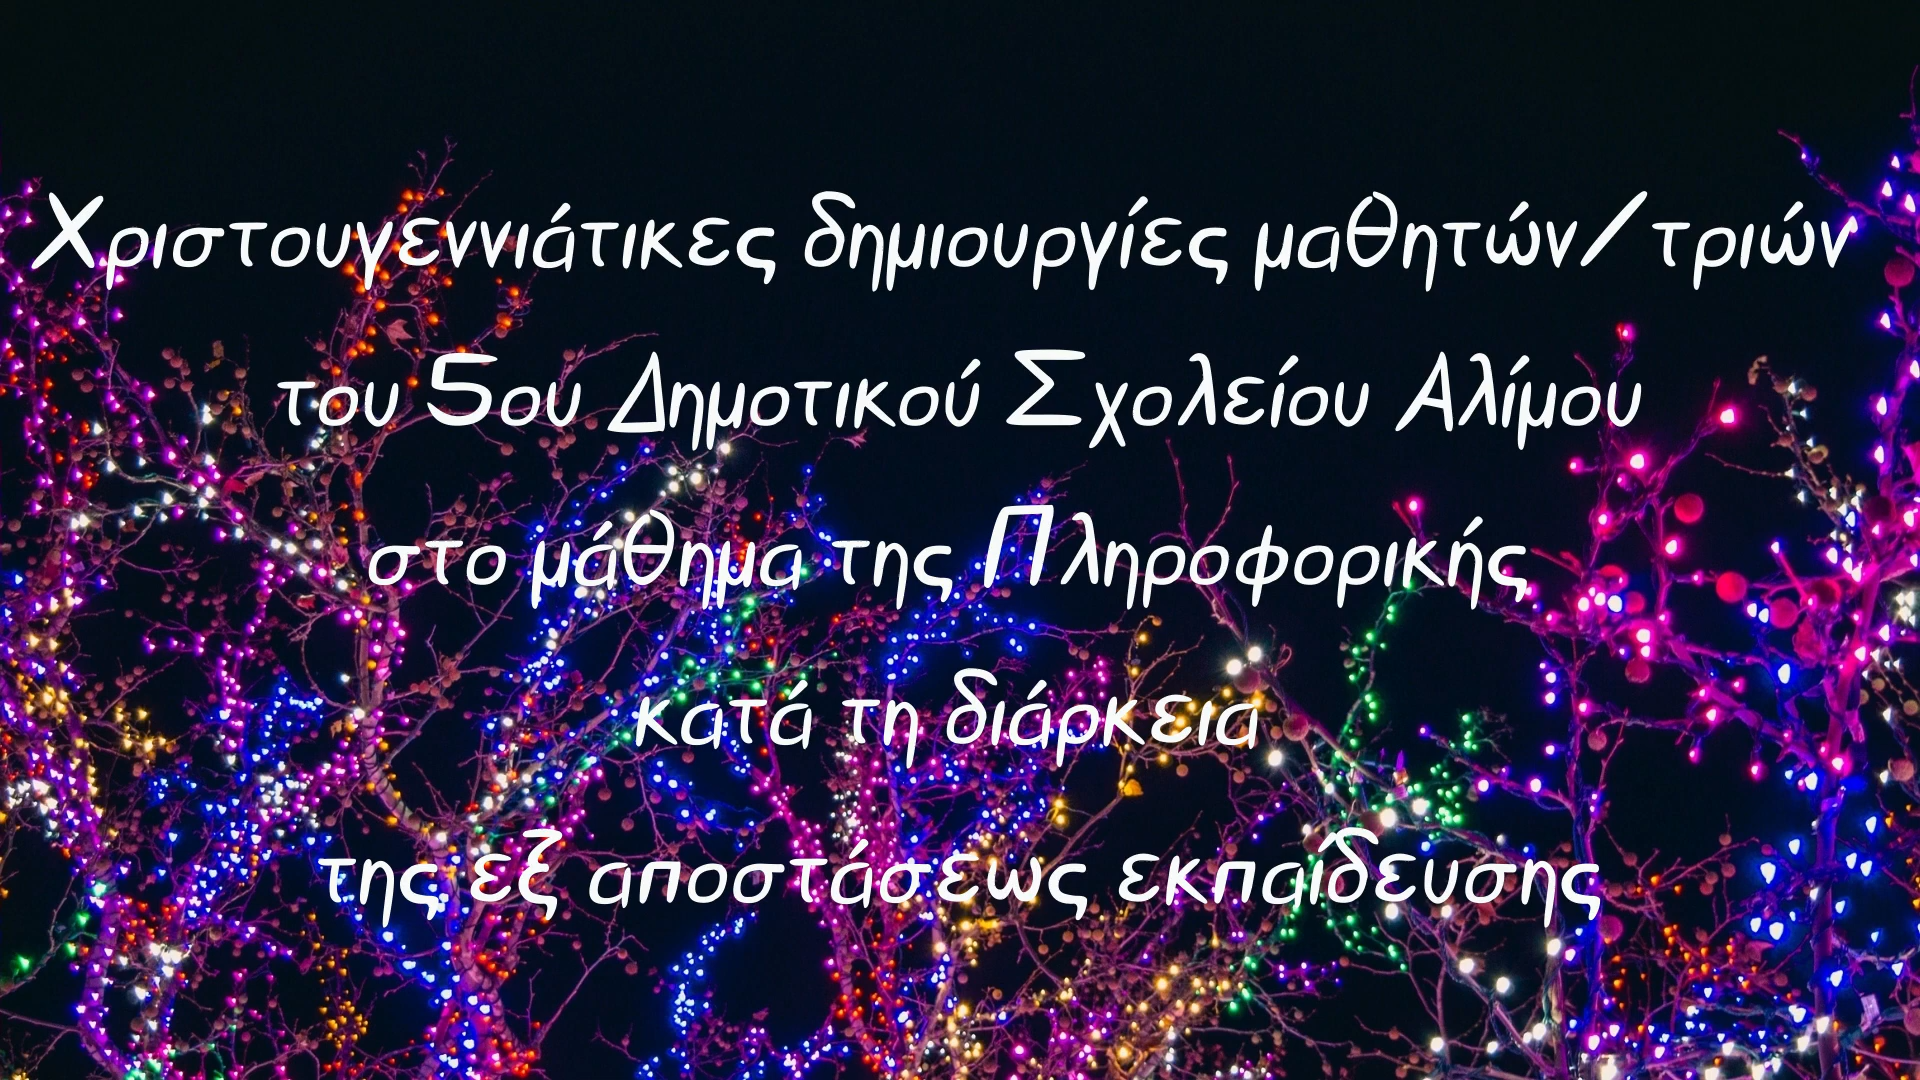 Χριστουγεννιάτικες δημιουργίες μαθητών/τριών
του 5ου Δημοτικού Σχολείου Αλίμου
στο μάθημα της Πληροφορικής
κατά τη διάρκεια
της εξ αποστάσεως εκπαίδευσης